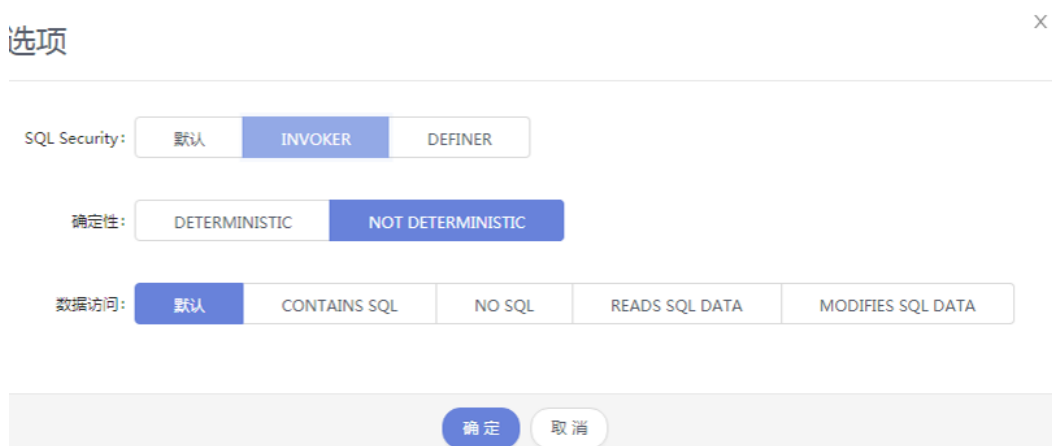 选项
SQL Security: 默认 INVOKER DEFINER
确定性: DETERMINISTIC NOT DETERMINISTIC
数据访问: 默认 CONTAINS SQL NO SQL READS SQL DATA MODIFIES SQL DATA
确定 取消